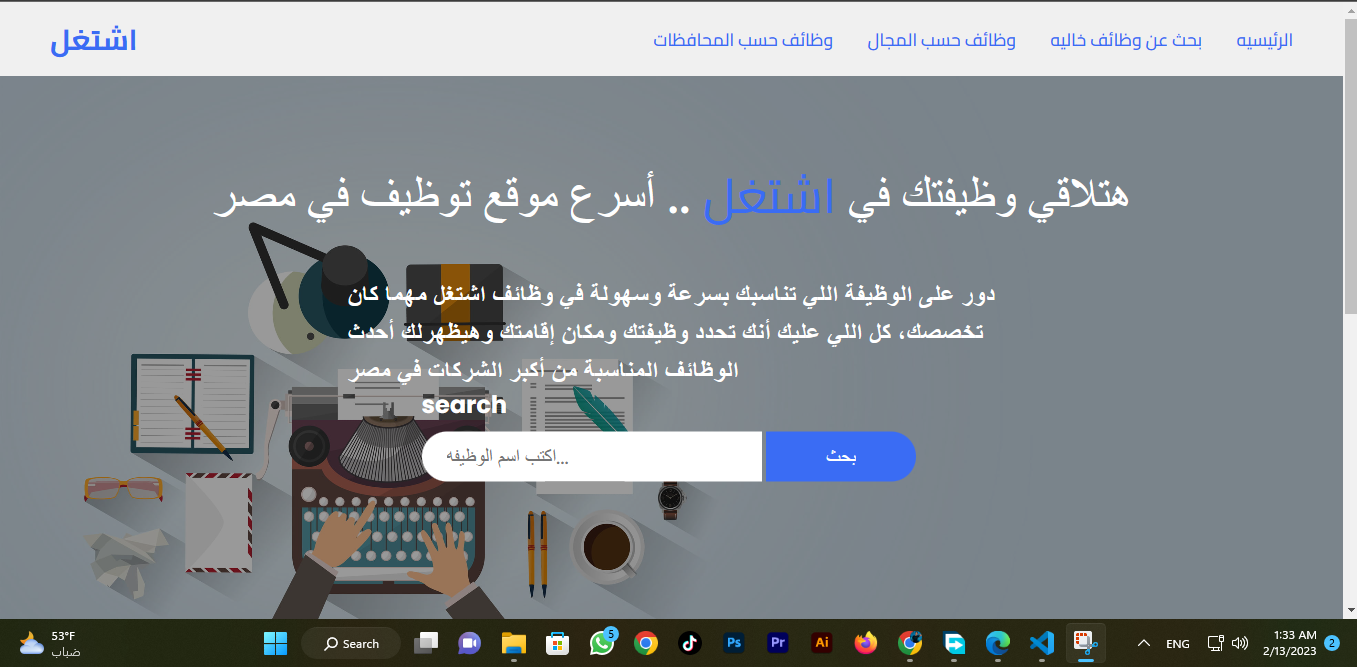 الرئيسيه
بحث عن وظائف خاليه
وظائف حسب المجال
وظائف حسب المحافظات
اشتغل
هتلاقي وظيفتك في اشتغل .. أسرع موقع توظيف في مصر
دور على الوظيفة اللي تناسبك بسرعة وسهولة في وظائف اشتغل مهما كان
تخصصك، كل اللي عليك أنك تحدد وظيفتك ومكان إقامتك وهيظهرلك أحدث
الوظائف المناسبة من أكبر الشركات في مصر
search
اكتب اسم الوظيفه...
بحث
53°F
ضباب
Search
5
Ps
Pr
Ai
ENG
1:33 AM
2/13/2023
2